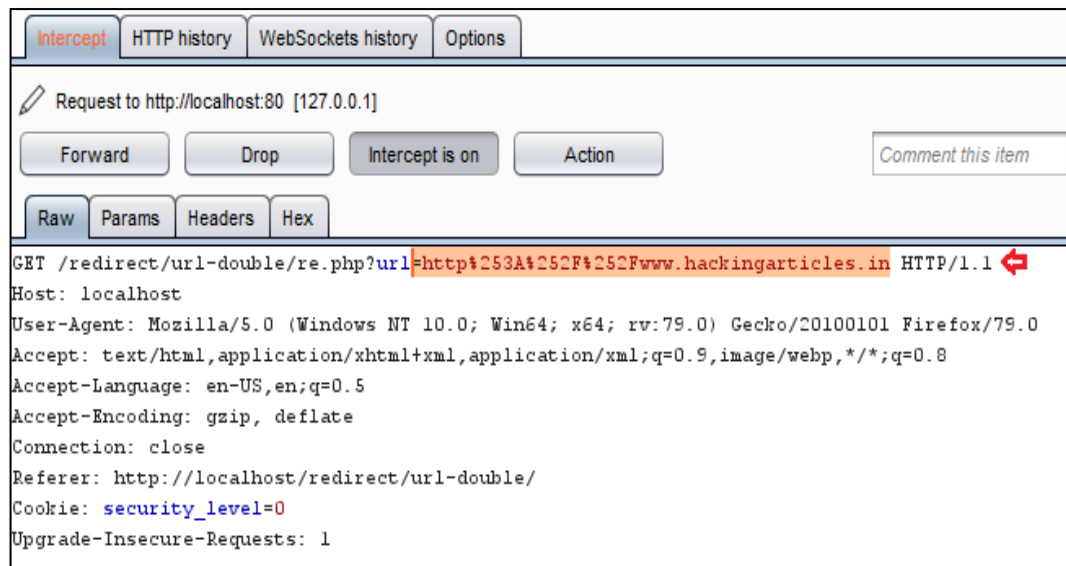 Intercept HTTP history WebSockets history Options
Request to http://localhost:80 [127.0.0.1]
Forward Drop Intercept is on Action Comment this item
Raw Params Headers Hex
GET /redirect/url-double/re.php?url=http%253A%252F%252Fwww.hackingarticles.in HTTP/1.1
Host: localhost
User-Agent: Mozilla/5.0 (Windows NT 10.0; Win64; x64; rv:79.0) Gecko/20100101 Firefox/79.0
Accept: text/html,application/xhtml+xml,application/xml;q=0.9,image/webp,*/*;q=0.8
Accept-Language: en-US,en;q=0.5
Accept-Encoding: gzip, deflate
Connection: close
Referer: http://localhost/redirect/url-double/
Cookie: security_level=0
Upgrade-Insecure-Requests: 1